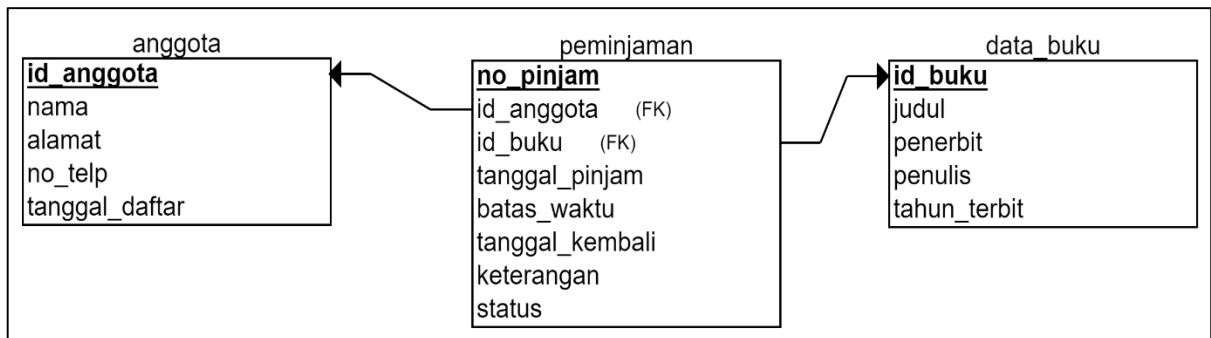 anggota
id_anggota
nama
alamat
no_telp
tanggal_daftar
peminjaman
no_pinjam
id_anggota (FK)
id_buku (FK)
tanggal_pinjam
batas_waktu
tanggal_kembali
keterangan
status
data_buku
id_buku
judul
penerbit
penulis
tahun_terbit